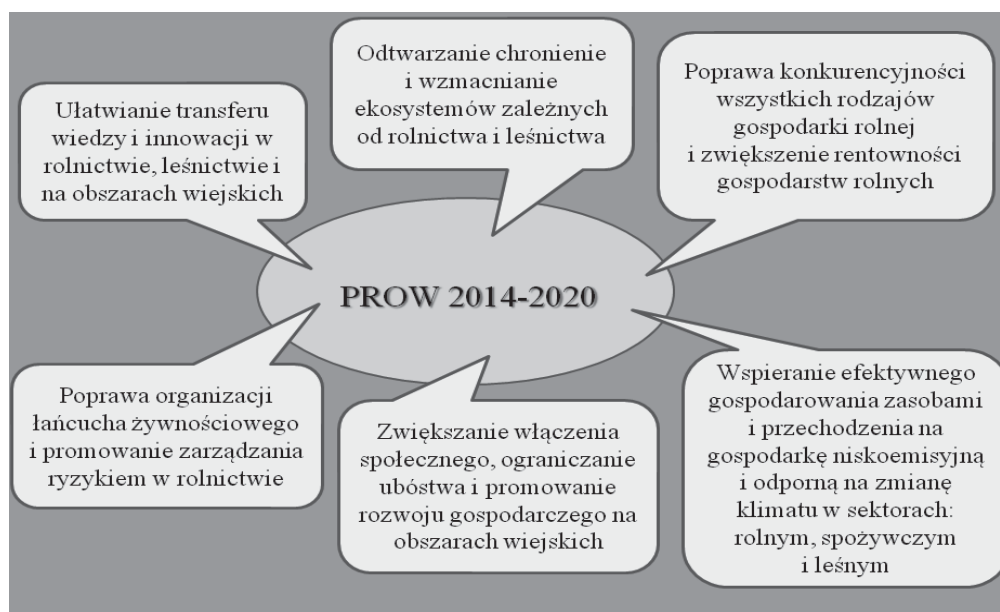 Ułatwianie transferu
wiedzy i innowacji w
rolnictwie, leśnictwie i
na obszarach wiejskich
Odtwarzanie chronienie
i wzmacnianie
ekosystemów zależnych
od rolnictwa i leśnictwa
Poprawa konkurencyjności
wszystkich rodzajów
gospodarki rolnej
i zwiększenie rentowności
gospodarstw rolnych
PROW 2014-2020
Poprawa organizacji
łańcucha żywnościowego
i promowanie zarządzania
ryzykiem w rolnictwie
Zwiększanie włączenia
społecznego, ograniczanie
ubóstwa i promowanie
rozwoju gospodarczego na
obszarach wiejskich
Wspieranie efektywnego
gospodarowania zasobami
i przechodzenia na
gospodarkę niskoemisyjną
i odporną na zmianę
klimatu w sektorach:
rolnym, spożywczym
i leśnym